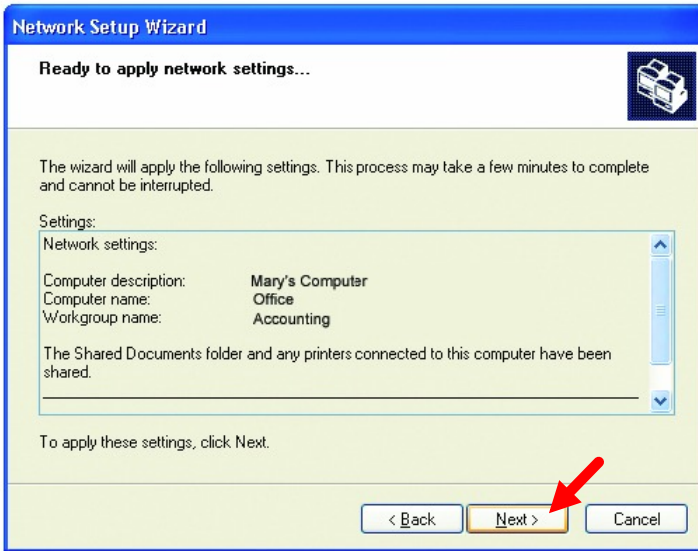 Network Setup Wizard
Ready to apply network settings...
The wizard will apply the following settings. This process may take a few minutes to complete
and cannot be interrupted.
Settings:
Network settings:
Computer description: Mary's Computer
Computer name: Office
Workgroup name: Accounting
The Shared Documents folder and any printers connected to this computer have been
shared.
To apply these settings, click Next.
< Back Next > Cancel